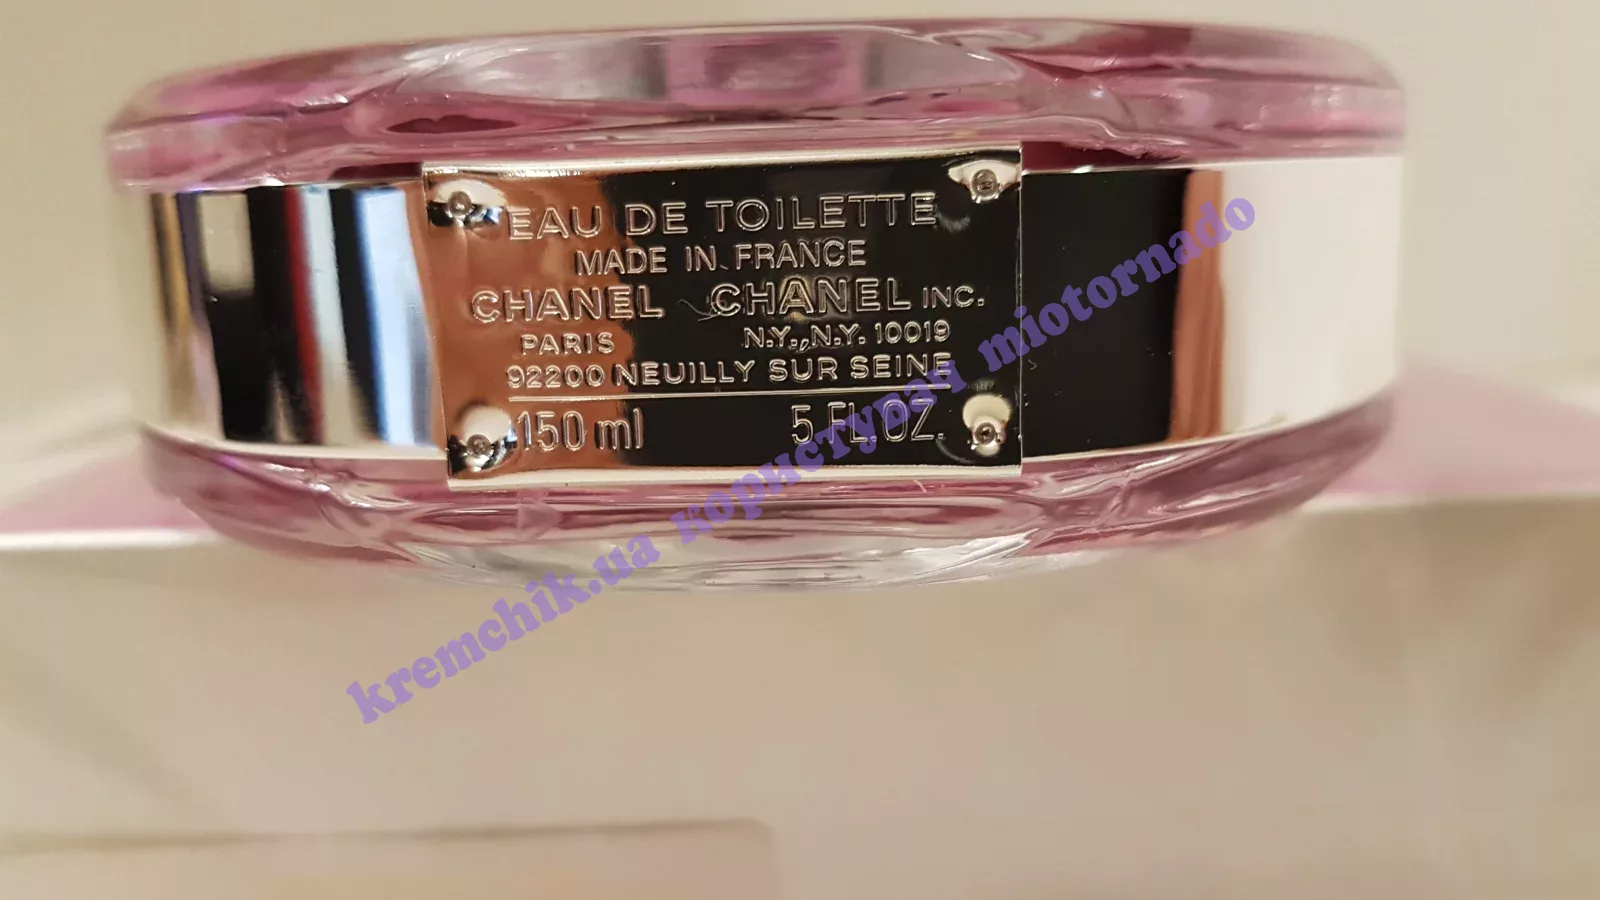 EAU DE TOILETTE
MADE IN FRANCE
CHANEL CHANEL INC.
PARIS N.Y., N.Y. 10019
92200 NEUILLY SUR SEINE
150 ml 5 FL.OZ.
kremchik.ua користувач miotornado